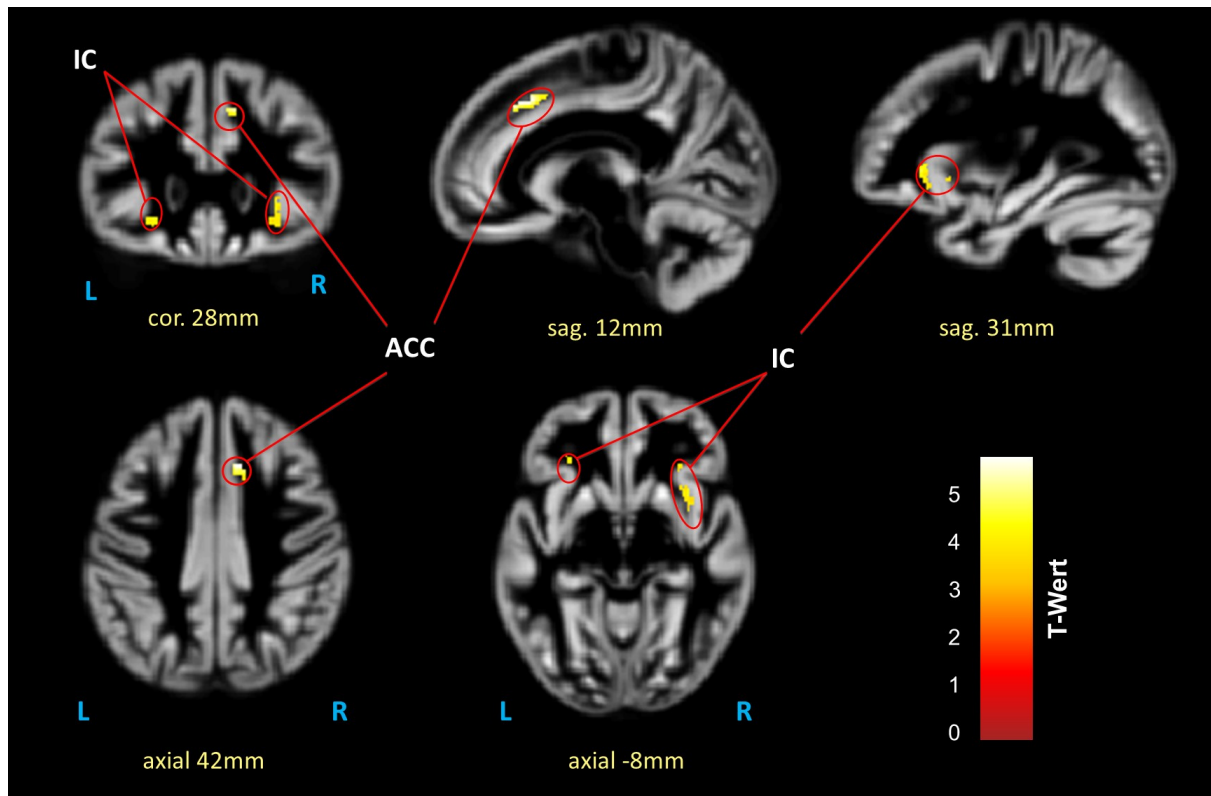 IC
L
R
cor. 28mm
sag. 12mm
sag. 31mm
ACC
IC
L
R
axial 42mm
L
R
axial -8mm
5
4
3
2
1
0
T-Wert